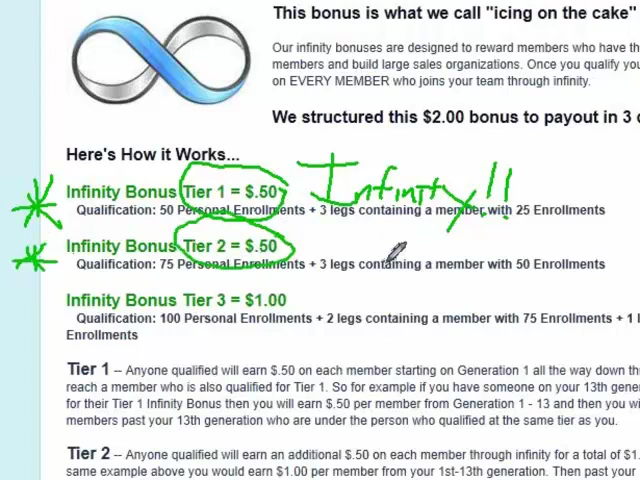 This bonus is what we call "icing on the cake"
Our infinity bonuses are designed to reward members who have th
members and build large sales organizations. Once you qualify you
on EVERY MEMBER who joins your team through infinity.
We structured this $2.00 bonus to payout in 3
Here's How it Works...
Infinity Bonus Tier 1 = $.50
Infinity!!
Qualification: 50 Personal Enrollments + 3 legs containing a member with 25 Enrollments
Infinity Bonus Tier 2 = $.50
Qualification: 75 Personal Enrollments + 3 legs containing a member with 50 Enrollments
Infinity Bonus Tier 3 = $1.00
Qualification: 100 Personal Enrollments + 2 legs containing a member with 75 Enrollments + 1 l
Enrollments
Tier 1 -- Anyone qualified will earn $.50 on each member starting on Generation 1 all the way down th
reach a member who is also qualified for Tier 1. So for example if you have someone on your 13th gene
for their Tier 1 Infinity Bonus then you will earn $.50 per member from Generation 1 - 13 and then you wi
members past your 13th generation who are under the person who qualified at the same tier as you.
Tier 2 -- Anyone qualified will earn an additional $.50 on each member through infinity for a total of $1.
same example above you would earn $1.00 per member from your 1st-13th generation. Then past your